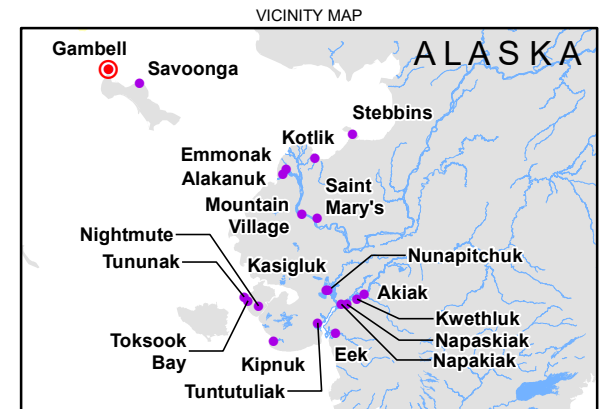 VICINITY MAP
ALASKA
Gambell
Savoonga
Stebbins
Kotlik
Emmonak
Alakanuk
Saint
Mary's
Mountain
Village
Nightmute
Kasigluk
Nunapitchuk
Tununak
Akiak
Kwethluk
Toksook
Bay
Napaskiak
Kipnuk
Eek
Napakiak
Tuntutuliak